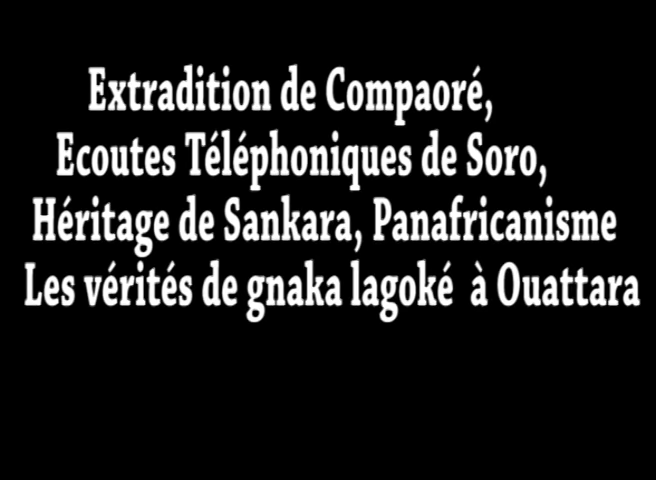 Extradition de Compaoré,
Ecoutes Téléphoniques de Soro,
Héritage de Sankara, Panafricanisme
Les vérités de gnaka lagoké à Ouattara